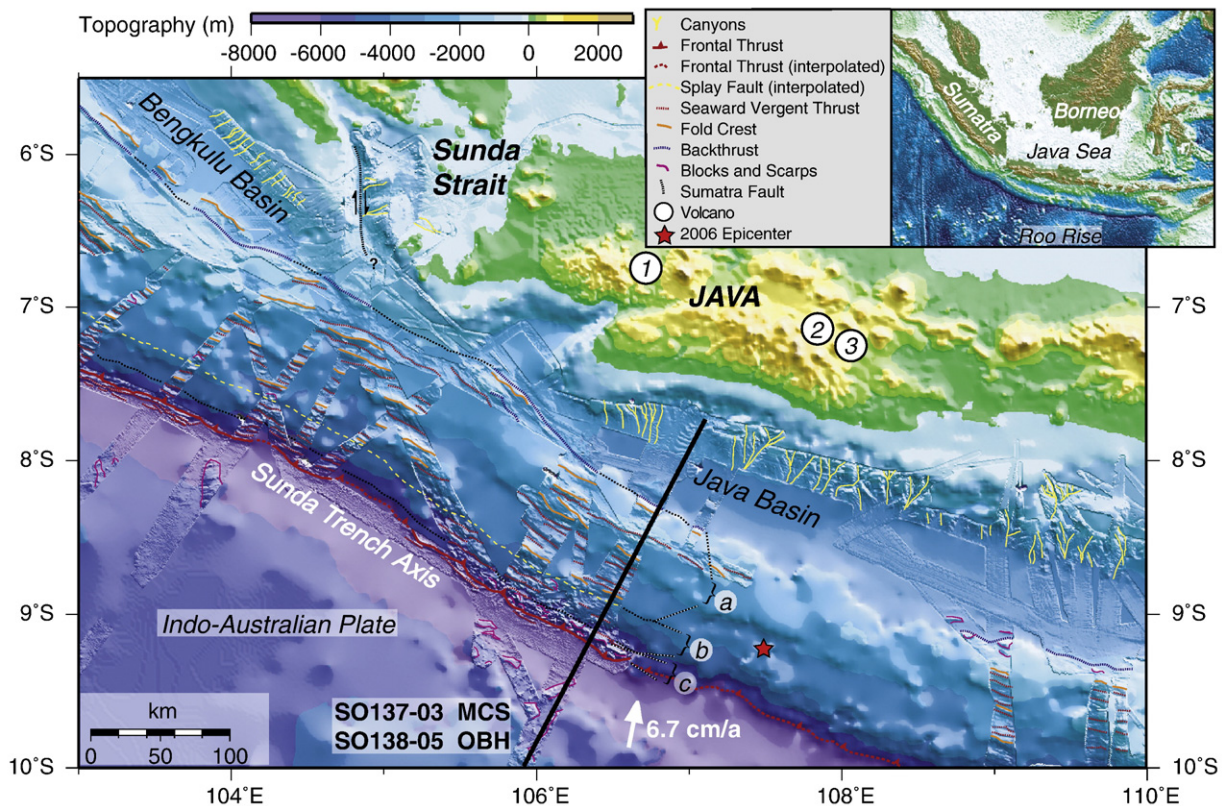 Topography (m)
-8000 -6000 -4000 -2000 0 2000
Canyons
Frontal Thrust
Frontal Thrust (interpolated)
Splay Fault (interpolated)
Seaward Vergent Thrust
Fold Crest
Backthrust
Blocks and Scarps
Sumatra Fault
Volcano
2006 Epicenter
Sumatra
Borneo
Java Sea
Roo Rise
6°S
7°S
8°S
9°S
10°S
7°S
8°S
9°S
10°S
Bengkulu Basin
Sunda
Strait
?
1
JAVA
2
3
Java Basin
Sunda Trench Axis
Indo-Australian Plate
a
b
c
6.7 cm/a
km
0 50 100
SO137-03 MCS
SO138-05 OBH
104°E 106°E 108°E 110°E